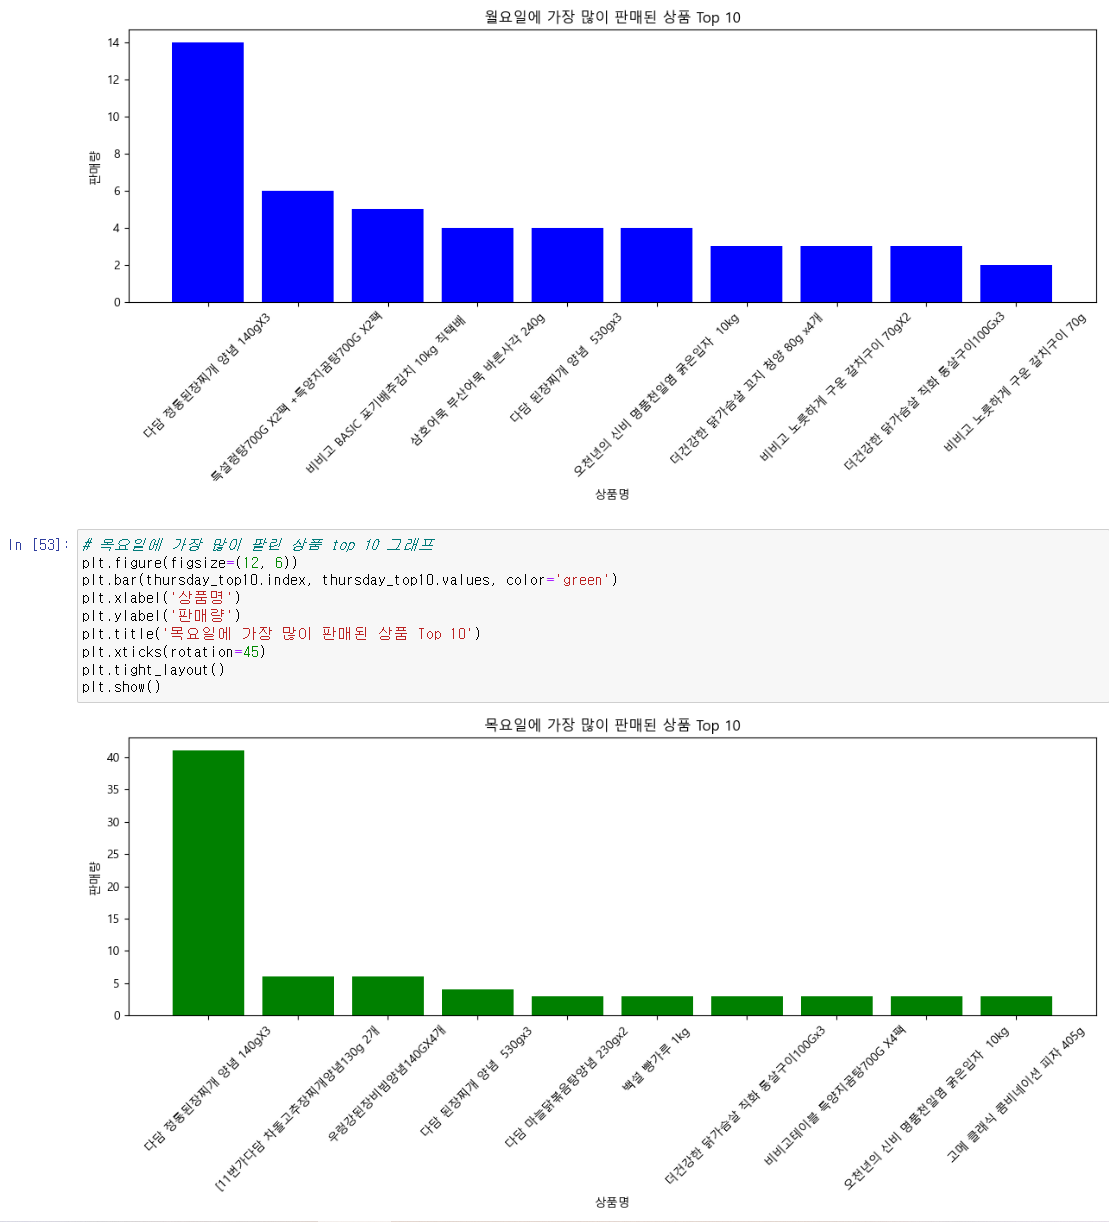 월요일에 가장 많이 판매된 상품 Top 10
14
12
10
8
6
4
2
0
판매량
다담 정통된장찌개 양념 140gX3
특설렁탕700G X2팩 +특양지곰탕700G X2팩
비비고 BASIC 포기배추김치 10kg 직택배
삼호어묵 부산어묵 바른사각 240g
다담 된장찌개 양념  530gx3
오천년의 신비 명품천일염 굵은입자  10kg
더건강한 닭가슴살 꼬지 청양 80g x4개
비비고 노릇하게 구운 갈치구이 70gX2
더건강한 닭가슴살 직화 통살구이100Gx3
비비고 노릇하게 구운 갈치구이 70g
상품명
In [53]:
# 목요일에 가장 많이 팔린 상품 top 10 그래프
plt.figure(figsize=(12, 6))
plt.bar(thursday_top10.index, thursday_top10.values, color='green')
plt.xlabel('상품명')
plt.ylabel('판매량')
plt.title('목요일에 가장 많이 판매된 상품 Top 10')
plt.xticks(rotation=45)
plt.tight_layout()
plt.show()
목요일에 가장 많이 판매된 상품 Top 10
40
35
30
25
20
15
10
5
0
판매량
다담 정통된장찌개 양념 140gX3
[11번가다담 차돌고추장찌개양념130g 2개
우렁강된장비빔양념140GX4개
다담 된장찌개 양념  530gx3
다담 마늘닭볶음탕양념 230gx2
백설 빵가루 1kg
더건강한 닭가슴살 직화 통살구이100Gx3
비비고테이블 특양지곰탕700G X4팩
오천년의 신비 명품천일염 굵은입자  10kg
고메 클래식 콤비네이션 피자 405g
상품명